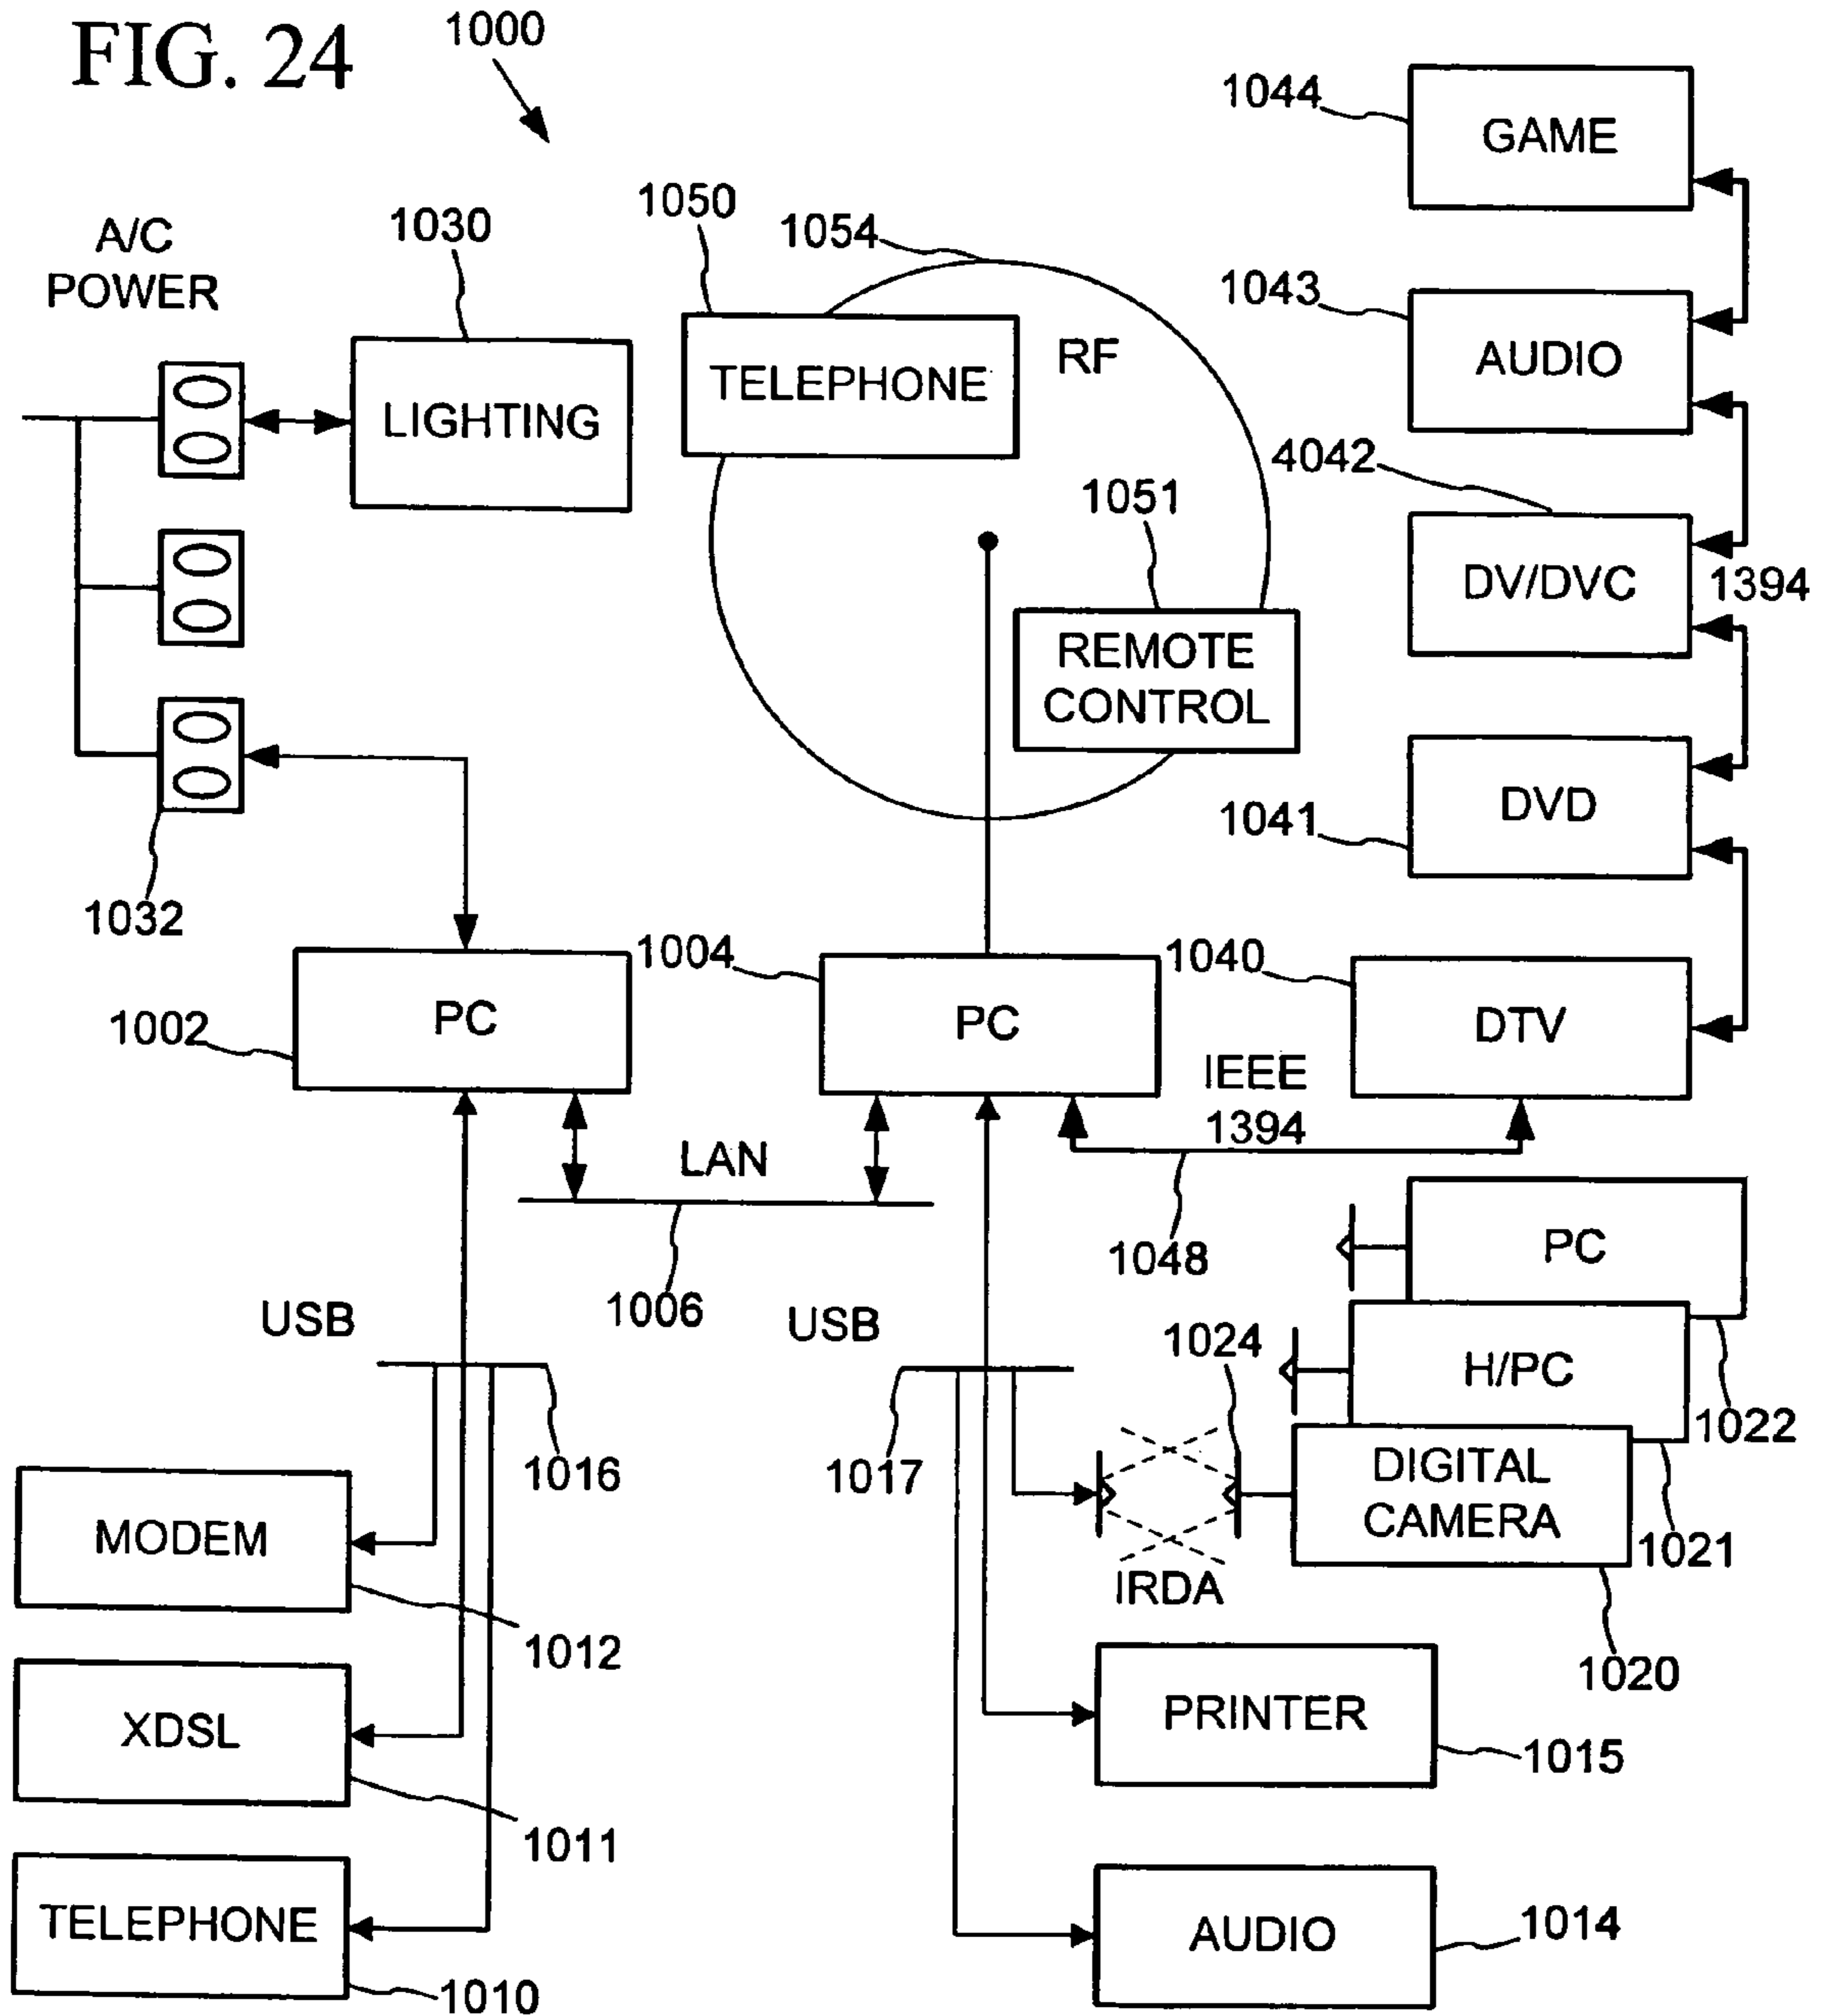 FIG. 24
1000
1044
GAME
A/C
POWER
1030
LIGHTING
1050
1054
TELEPHONE
RF
1043
AUDIO
4042
1051
DV/DVC
1394
REMOTE
CONTROL
1032
DVD
1041
1004
1040
PC
1002
PC
DTV
IEEE
1394
LAN
1048
1006
PC
USB
USB
1024
H/PC
1022
1016
1017
DIGITAL
CAMERA
1021
MODEM
IRDA
1012
1020
XDSL
PRINTER
1015
1011
TELEPHONE
AUDIO
1014
1010